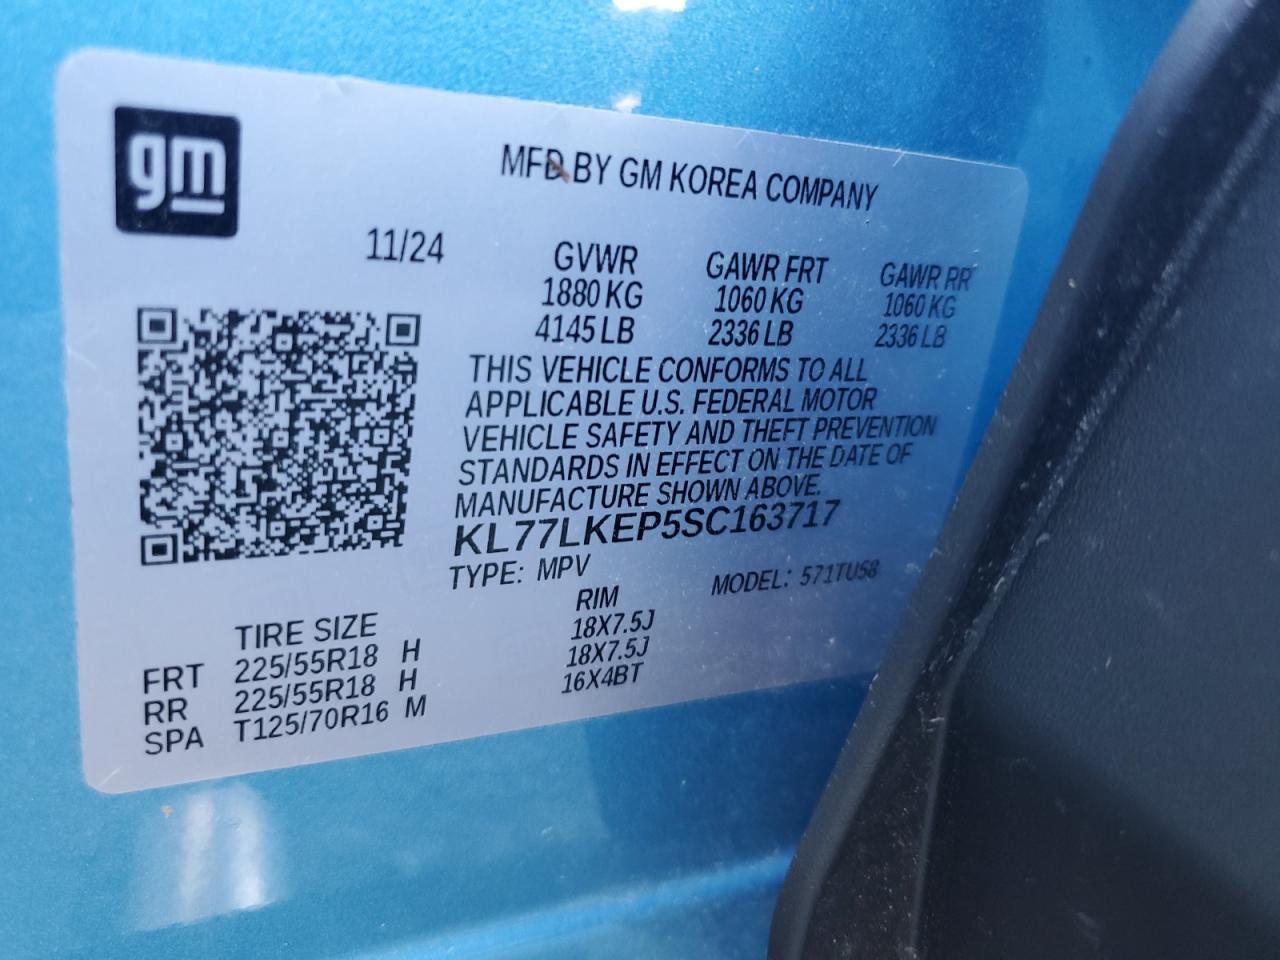 gm
MFD BY GM KOREA COMPANY
11/24
GVWR GAWR FRT GAWR RR
1880 KG 1060 KG 1060 KG
4145 LB 2336 LB 2336 LB
THIS VEHICLE CONFORMS TO ALL
APPLICABLE U.S. FEDERAL MOTOR
VEHICLE SAFETY AND THEFT PREVENTION
STANDARDS IN EFFECT ON THE DATE OF
MANUFACTURE SHOWN ABOVE.
KL77LKEP5SC163717
TYPE: MPV MODEL: 571TU58
TIRE SIZE RIM
FRT 225/55R18 H 18X7.5J
RR 225/55R18 H 18X7.5J
SPA T125/70R16 M 16X4BT